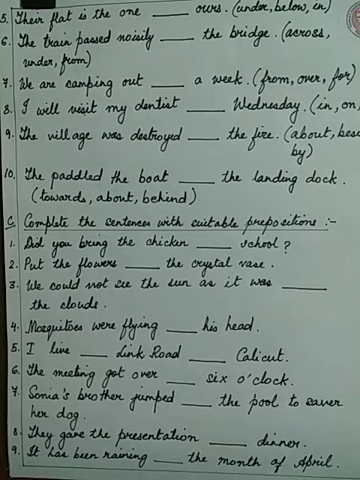 5. Their flat is the one ____ ours. (under, below, in)
6. The train passed noisily ____ the bridge. (across,
under, from)
7. We are camping out ____ a week. (from, over, for)
8. I will visit my dentist ____ Wednesday. (in, on,
9. The village was destroyed ____ the fire. (about, besi
by)
10. The paddled the boat ____ the landing dock.
(towards, about, behind)
C. Complete the sentences with suitable prepositions :-
1. Did you bring the chicken ____ school?
2. Put the flowers ____ the crystal vase.
3. We could not see the sun as it was ____
the clouds.
4. Mosquitoes were flying ____ his head.
5. I live ____ Link Road ____ Calicut.
6. The meeting got over ____ six o'clock.
7. Sonia's brother jumped ____ the pool to saver
her dog.
8. They gave the presentation ____ dinner.
9. It has been raining ____ the month of April.